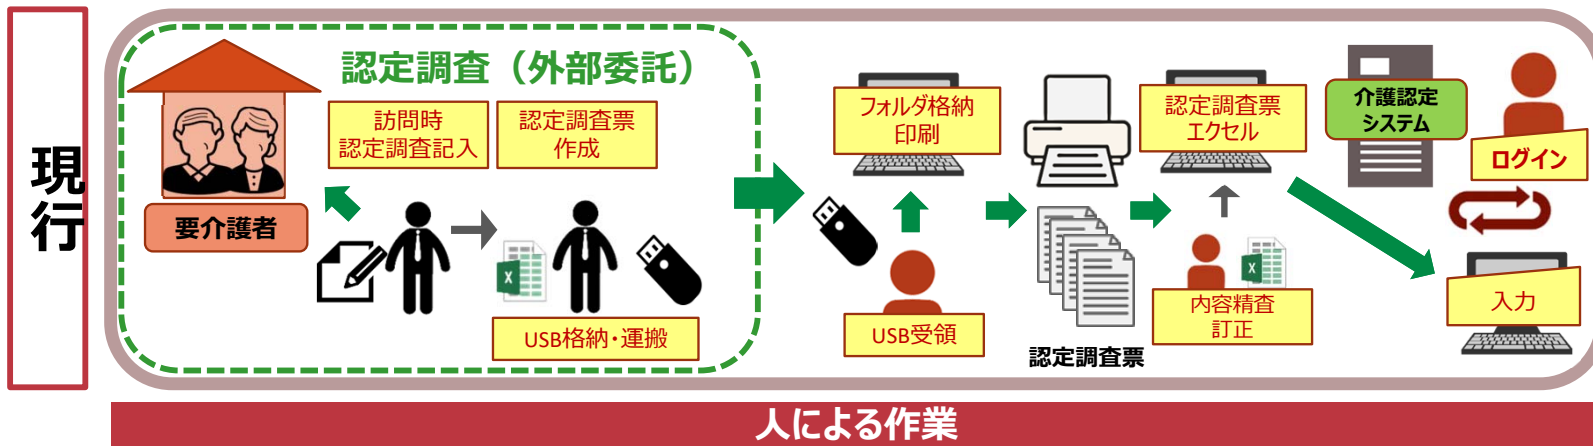 現行
認定調査（外部委託）
訪問時
認定調査記入
認定調査票
作成
要介護者
X
USB格納・運搬
フォルダ格納
印刷
USB受領
認定調査票
認定調査票
エクセル
X
内容精査
訂正
介護認定
システム
ログイン
入力
人による作業